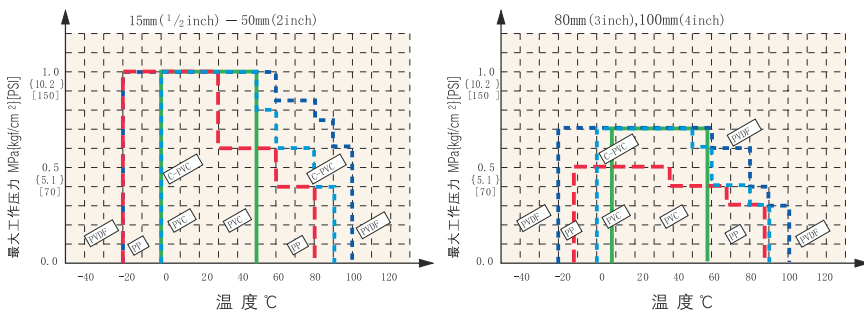 15mm(1/2inch) —50mm(2inch)
最大工作压力 MPa{kgf/cm 2}[PSI]
1.0
{10.2}
[150]
0.5
{5.1}
[70]
0.0
C-PVC
C-PVC
PVDF
PP
PVC
PVC
PP
PVDF
-40 -20 0 20 40 60 80 100 120
温 度 ℃
80mm(3inch),100mm(4inch)
最大工作压力 MPa{kgf/cm 2}[PSI]
1.0
{10.2}
[150]
0.5
{5.1}
[70]
0.0
PVDF
C-PVC
PVDF
PP
PVC
PVC
PP
PVDF
-40 -20 0 20 40 60 80 100 120
温 度 ℃